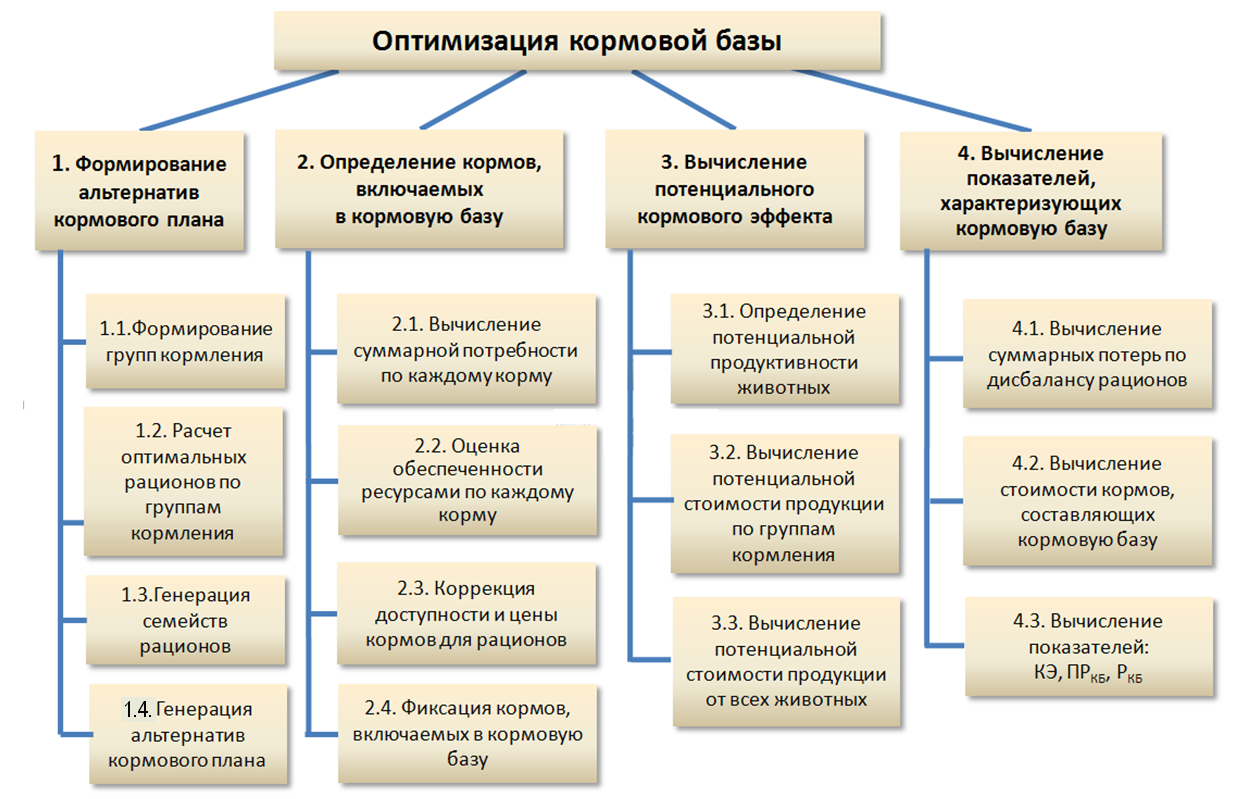 Оптимизация кормовой базы
1. Формирование
альтернатив
кормового плана
1.1.Формирование
групп кормления
1.2. Расчет
оптимальных
рационов по
группам
кормления
1.3.Генерация
семейств
рационов
1.4. Генерация
альтернатив
кормового плана
2. Определение кормов,
включаемых
в кормовую базу
2.1. Вычисление
суммарной потребности
по каждому корму
2.2. Оценка
обеспеченности
ресурсами по каждому
корму
2.3. Коррекция
доступности и цены
кормов для рационов
2.4. Фиксация кормов,
включаемых в кормовую
базу
3. Вычисление
потенциального
кормового эффекта
3.1. Определение
потенциальной
продуктивности
животных
3.2. Вычисление
потенциальной
стоимости продукции
по группам
кормления
3.3. Вычисление
потенциальной
стоимости продукции
от всех животных
4. Вычисление
показателей,
характеризующих
кормовую базу
4.1. Вычисление
суммарных потерь по
дисбалансу рационов
4.2. Вычисление
стоимости кормов,
составляющих
кормовую базу
4.3. Вычисление
показателей:
КЭ, ПРКБ, РКБ